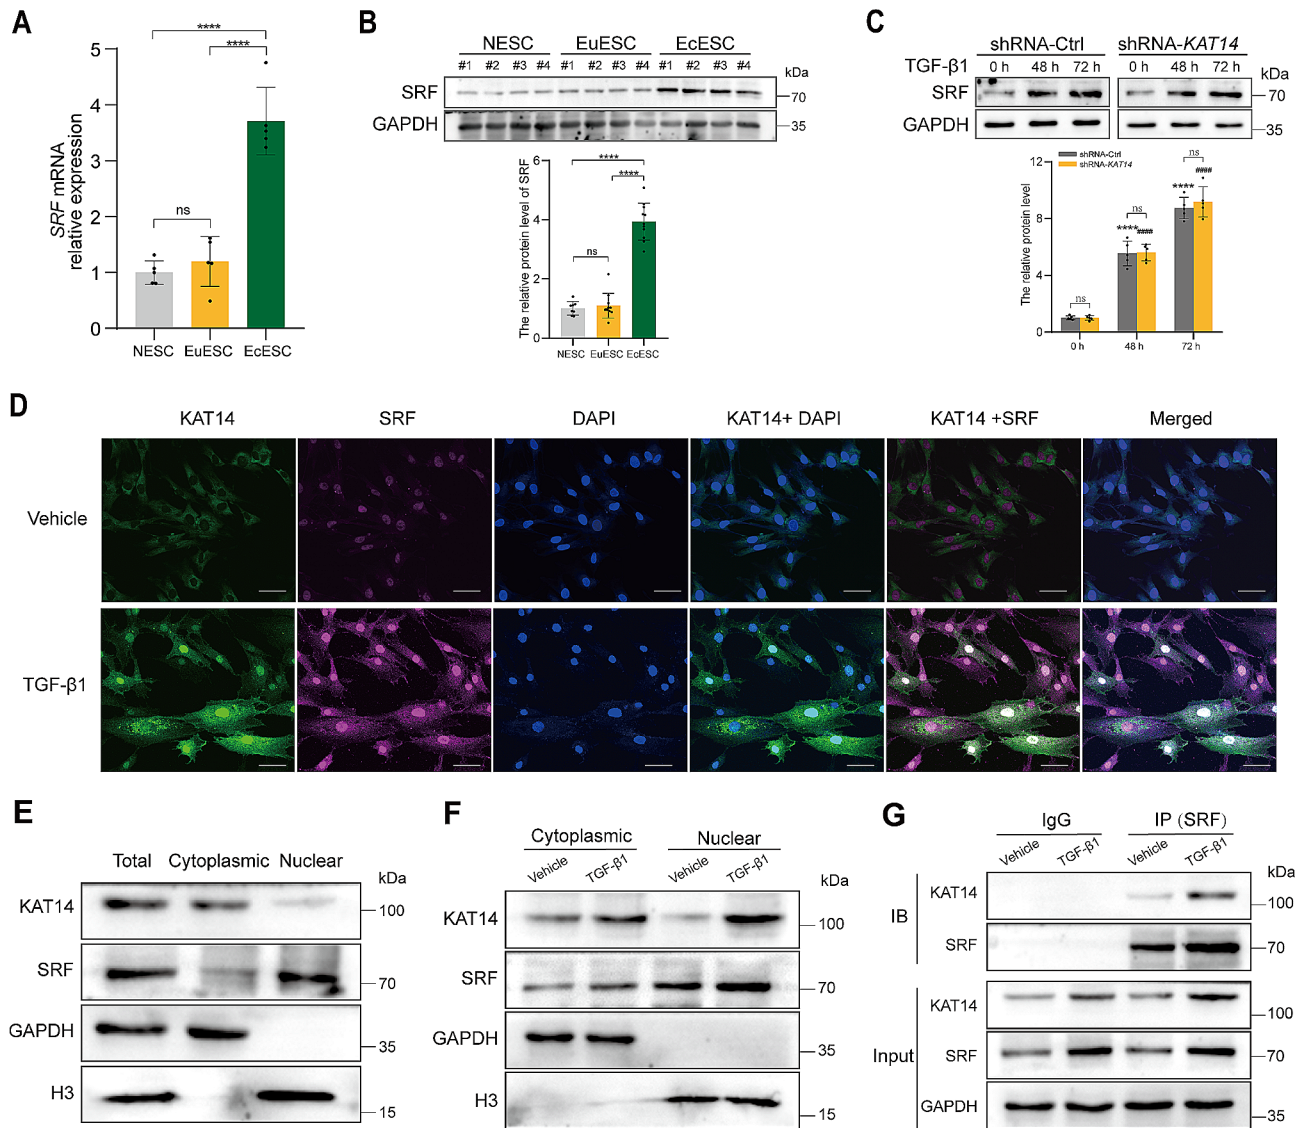 A
****
****
ns
SRF mRNA
relative expression
5
4
3
2
1
0
NESC EuESC EcESC
B
NESC EuESC EcESC
#1 #2 #3 #4 #1 #2 #3 #4 #1 #2 #3 #4 kDa
SRF 70
GAPDH 35
The relative protein level of SRF
6
4
2
0
****
****
ns
NESC EuESC EcESC
C
shRNA-Ctrl shRNA-KAT14
TGF-β1 0 h 48 h 72 h 0 h 48 h 72 h kDa
SRF 70
GAPDH 35
shRNA-Ctrl
shRNA-KAT14
The relative protein level
12
8
4
0
ns
ns
ns
**** ####
**** ####
0 h 48 h 72 h
D
KAT14 SRF DAPI KAT14+ DAPI KAT14 +SRF Merged
Vehicle
TGF-β1
E
Total Cytoplasmic Nuclear
kDa
KAT14 100
SRF 70
GAPDH 35
H3 15
F
Cytoplasmic Nuclear
Vehicle TGF-β1 Vehicle TGF-β1
kDa
KAT14 100
SRF 70
GAPDH 35
H3 15
G
IgG IP (SRF)
Vehicle TGF-β1 Vehicle TGF-β1
kDa
IB
KAT14 100
SRF 70
Input
KAT14 100
SRF 70
GAPDH 35